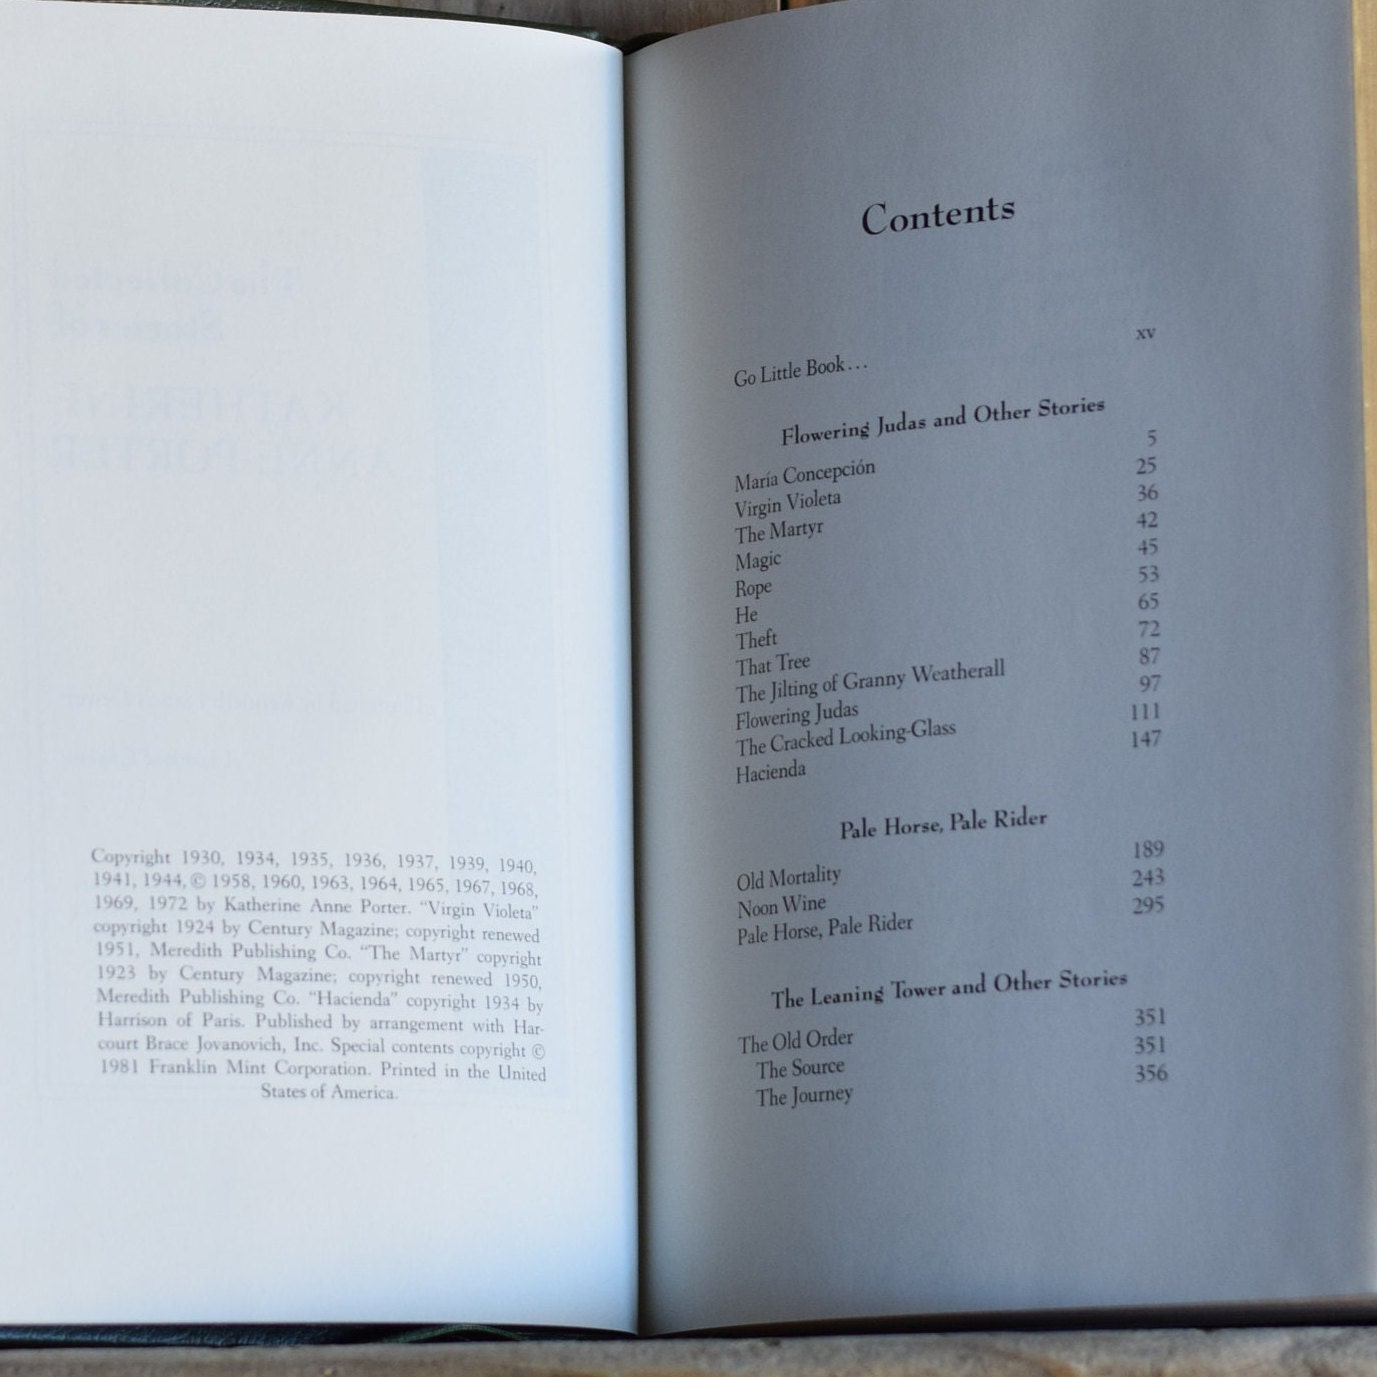 Copyright 1930, 1934, 1935, 1936, 1937, 1939, 1940,
1941, 1944, © 1958, 1960, 1963, 1964, 1965, 1967, 1968,
1969, 1972 by Katherine Anne Porter. “Virgin Violeta”
copyright 1924 by Century Magazine; copyright renewed
1951, Meredith Publishing Co. “The Martyr” copyright
1923 by Century Magazine; copyright renewed 1950,
Meredith Publishing Co. “Hacienda” copyright 1934 by
Harrison of Paris. Published by arrangement with Har-
court Brace Jovanovich, Inc. Special contents copyright ©
1981 Franklin Mint Corporation. Printed in the United
States of America.
Contents
Go Little Book... xv
Flowering Judas and Other Stories
María Concepción 5
Virgin Violeta 25
The Martyr 36
Magic 42
Rope 45
He 53
Theft 65
That Tree 72
The Jilting of Granny Weatherall 87
Flowering Judas 97
The Cracked Looking-Glass 111
Hacienda 147
Pale Horse, Pale Rider
Old Mortality 189
Noon Wine 243
Pale Horse, Pale Rider 295
The Leaning Tower and Other Stories
The Old Order 351
The Source 351
The Journey 356